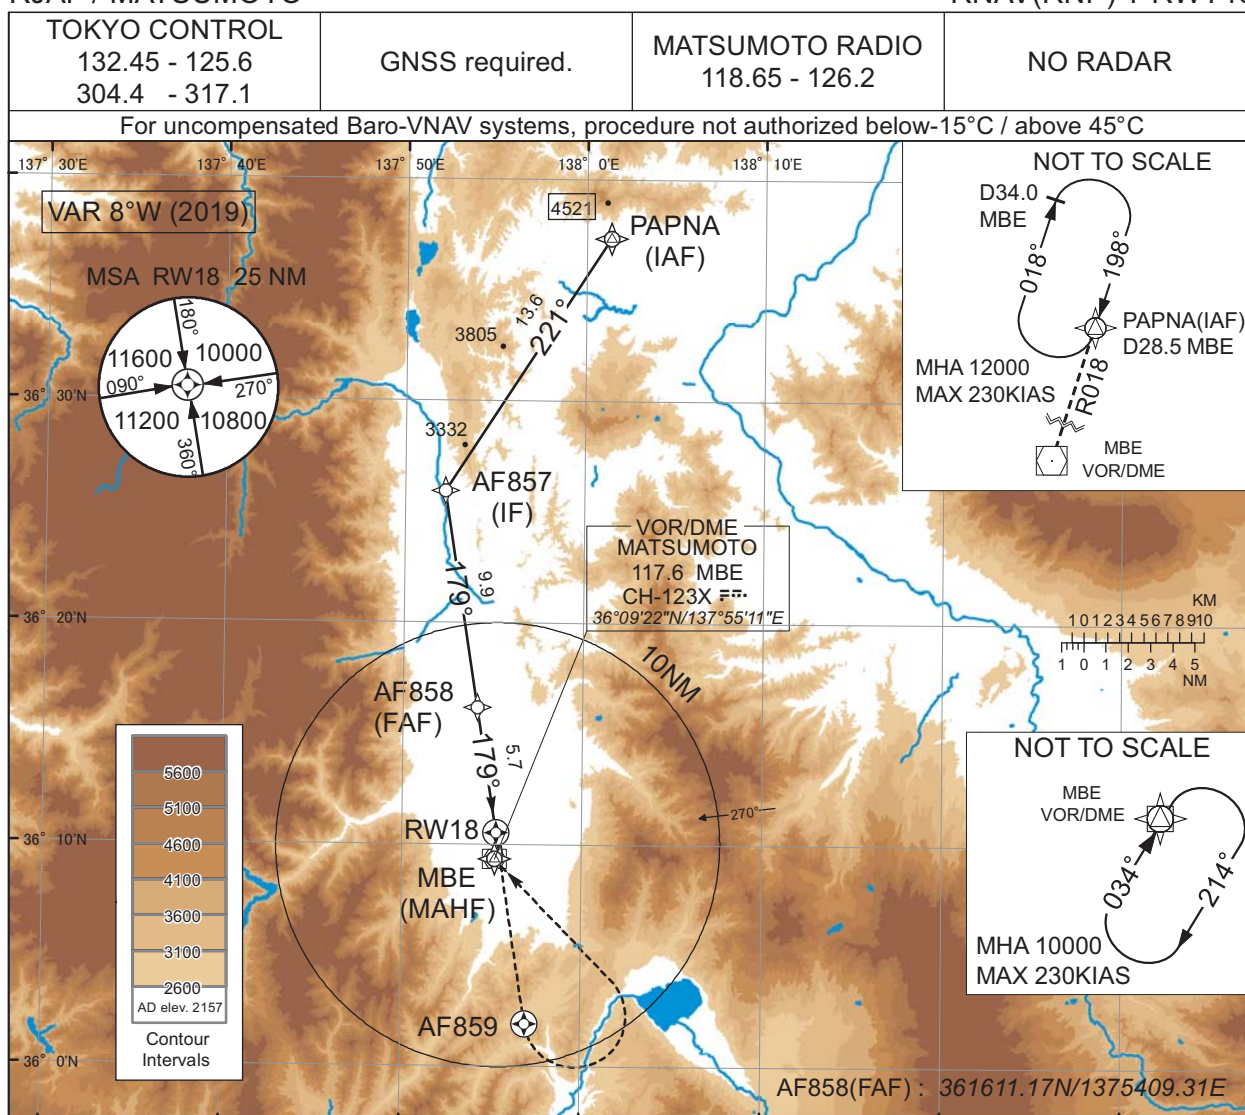 TOKYO CONTROL
132.45 - 125.6
304.4 - 317.1
GNSS required.
MATSUMOTO RADIO
118.65 - 126.2
NO RADAR
For uncompensated Baro-VNAV systems, procedure not authorized below-15°C / above 45°C
137° 30'E
137° 40'E
137° 50'E
138° 0'E
138° 10'E
VAR 8°W (2019)
MSA RW18 25 NM
180°
11600
10000
090°
270°
11200
10800
360°
36° 30'N
36° 20'N
36° 10'N
36° 0'N
4521
PAPNA
(IAF)
13.6
221°
3805
3332
AF857
(IF)
179°
9.9
VOR/DME
MATSUMOTO
117.6 MBE
CH-123X
36°09'22"N/137°55'11"E
10NM
AF858
(FAF)
179°
5.7
RW18
MBE
(MAHF)
270°
AF859
NOT TO SCALE
D34.0
MBE
018°
198°
PAPNA(IAF)
D28.5 MBE
MHA 12000
MAX 230KIAS
R018
MBE
VOR/DME
KM
1 0 1 2 3 4 5 6 7 8 9 10
1 0 1 2 3 4 5
NM
NOT TO SCALE
MBE
VOR/DME
034°
214°
MHA 10000
MAX 230KIAS
5600
5100
4600
4100
3600
3100
2600
AD elev. 2157
Contour
Intervals
AF858(FAF) : 361611.17N/1375409.31E